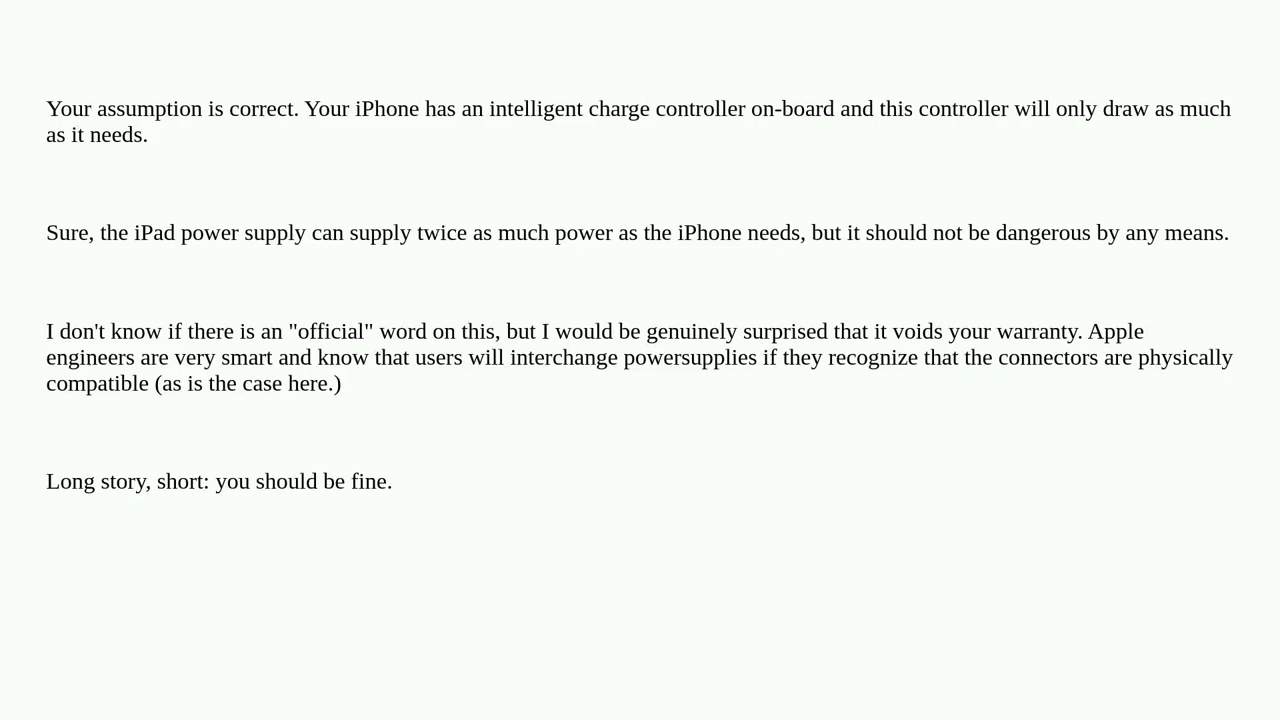 Your assumption is correct. Your iPhone has an intelligent charge controller on-board and this controller will only draw as much
as it needs.
Sure, the iPad power supply can supply twice as much power as the iPhone needs, but it should not be dangerous by any means.
I don't know if there is an "official" word on this, but I would be genuinely surprised that it voids your warranty. Apple
engineers are very smart and know that users will interchange powersupplies if they recognize that the connectors are physically
compatible (as is the case here.)
Long story, short: you should be fine.